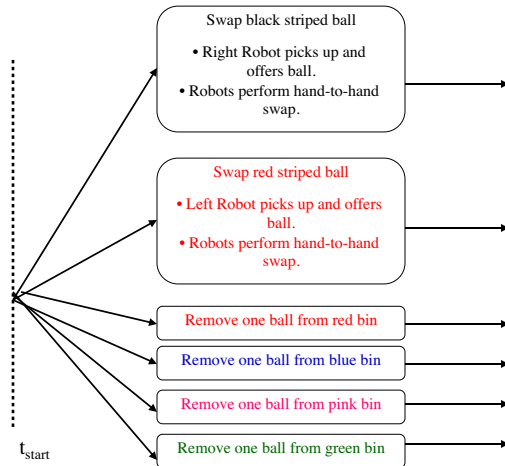 Swap black striped ball
• Right Robot picks up and
offers ball.
• Robots perform hand-to-hand
swap.
Swap red striped ball
• Left Robot picks up and offers
ball.
• Robots perform hand-to-hand
swap.
Remove one ball from red bin
Remove one ball from blue bin
Remove one ball from pink bin
Remove one ball from green bin
tstart